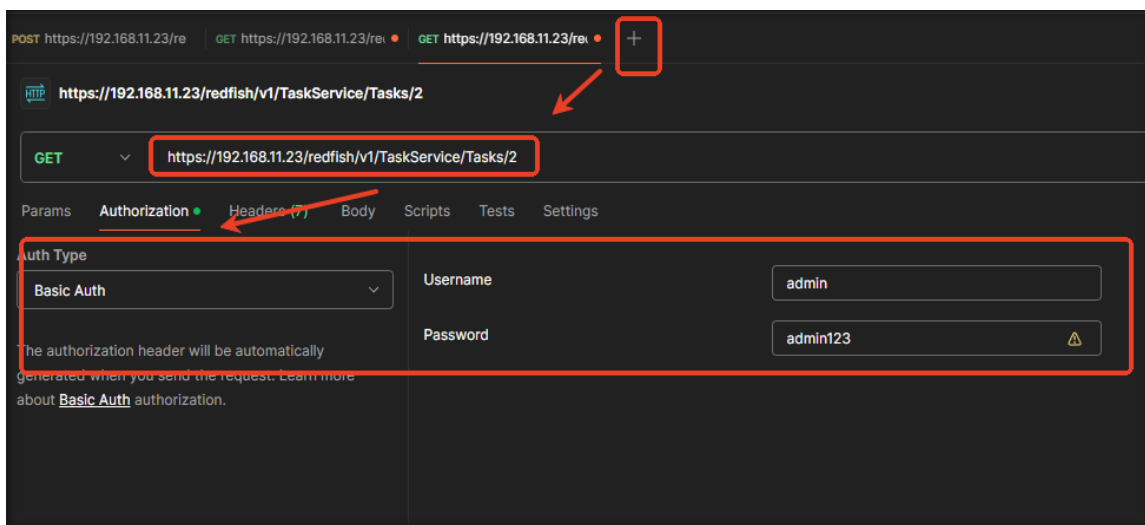 POST https://192.168.11.23/re GET https://192.168.11.23/re GET https://192.168.11.23/re +
HTTP https://192.168.11.23/redfish/v1/TaskService/Tasks/2
GET https://192.168.11.23/redfish/v1/TaskService/Tasks/2
Params Authorization Headers (7) Body Scripts Tests Settings
Auth Type
Basic Auth
Username admin
Password admin123
The authorization header will be automatically
generated when you send the request. Learn more
about Basic Auth authorization.